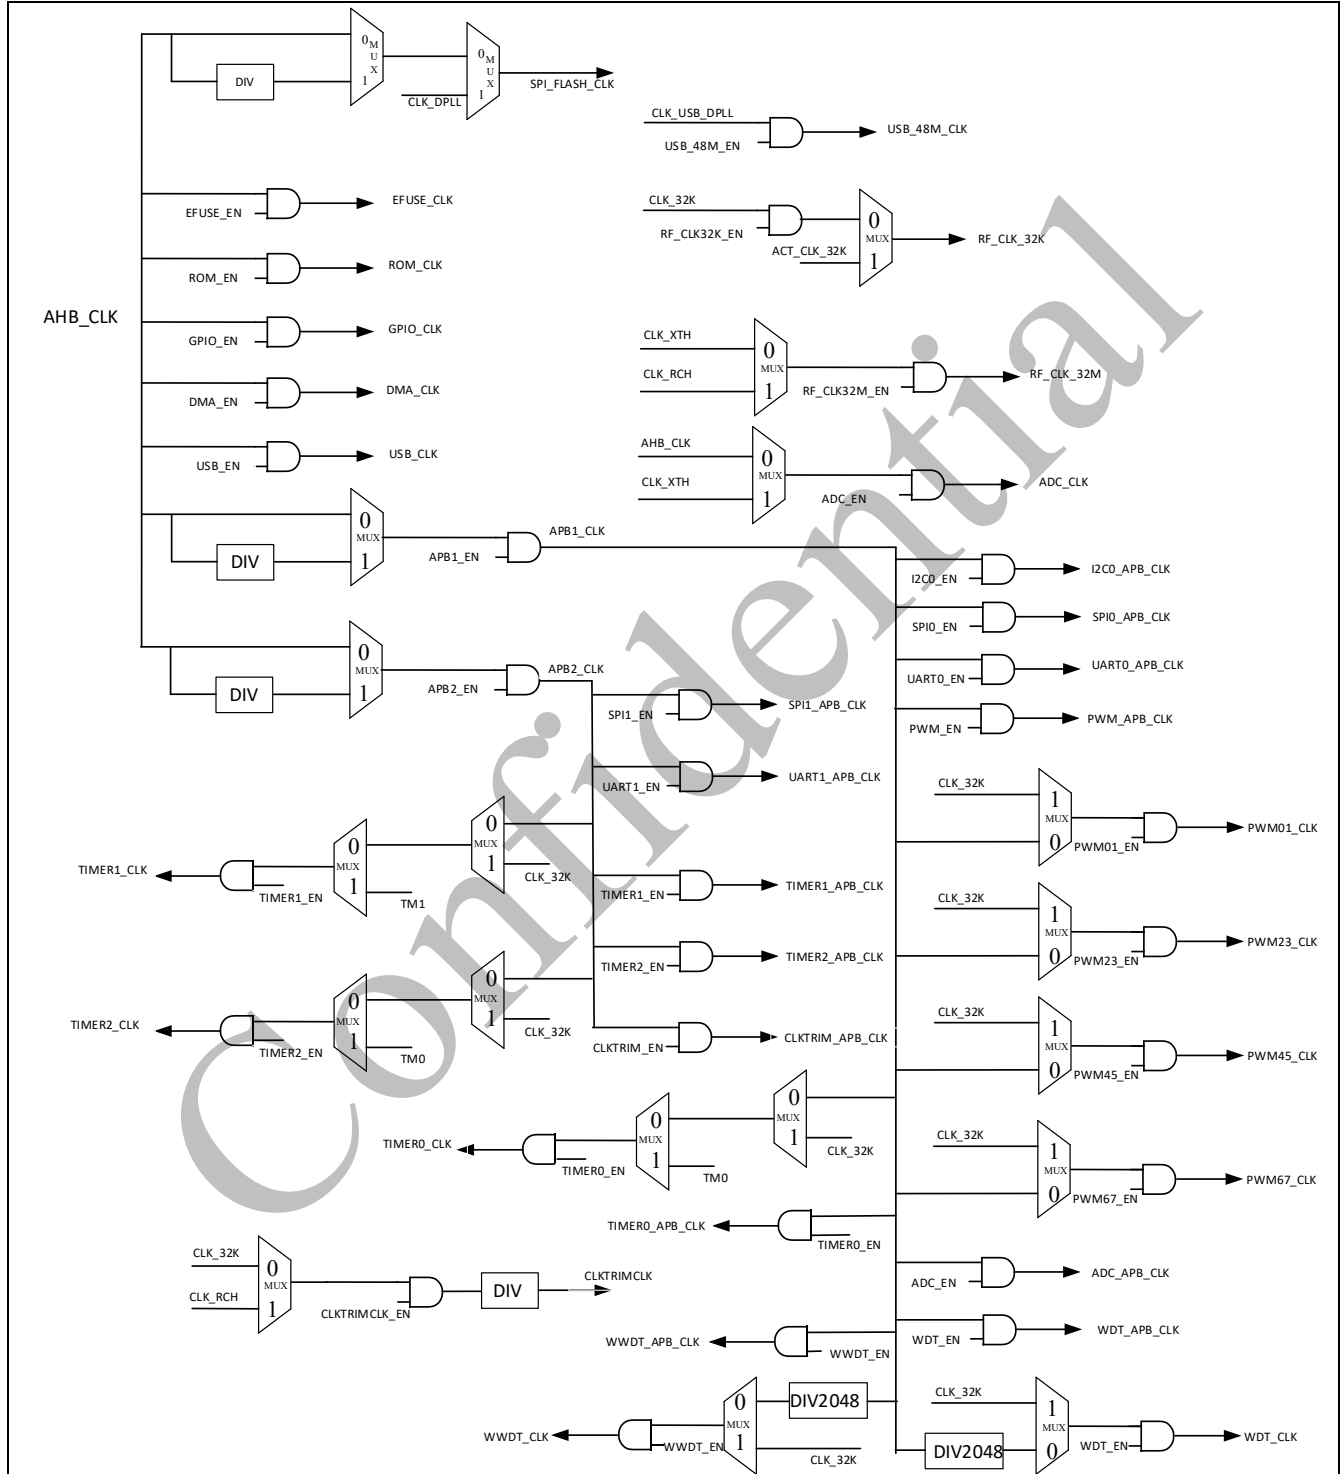 0 MUX 1
0 MUX 1
DIV
SPI_FLASH_CLK
CLK_DPLL
CLK_USB_DPLL
USB_48M_EN
USB_48M_CLK
EFUSE_EN
EFUSE_CLK
CLK_32K
RF_CLK32K_EN
ACT_CLK_32K
0 MUX 1
RF_CLK_32K
ROM_EN
ROM_CLK
AHB_CLK
GPIO_EN
GPIO_CLK
CLK_XTH
CLK_RCH
0 MUX 1
RF_CLK32M_EN
RF_CLK_32M
DMA_EN
DMA_CLK
USB_EN
USB_CLK
AHB_CLK
CLK_XTH
0 MUX 1
ADC_EN
ADC_CLK
DIV
0 MUX 1
APB1_EN
APB1_CLK
I2C0_EN
I2C0_APB_CLK
SPI0_EN
SPI0_APB_CLK
UART0_EN
UART0_APB_CLK
PWM_EN
PWM_APB_CLK
DIV
0 MUX 1
APB2_EN
APB2_CLK
SPI1_EN
SPI1_APB_CLK
UART1_EN
UART1_APB_CLK
CLK_32K
1 MUX 0
PWM01_EN
PWM01_CLK
TIMER1_CLK
TIMER1_EN
0 MUX 1
TM1
0 MUX 1
CLK_32K
TIMER1_EN
TIMER1_APB_CLK
CLK_32K
1 MUX 0
PWM23_EN
PWM23_CLK
TIMER2_EN
TIMER2_APB_CLK
TIMER2_CLK
TIMER2_EN
0 MUX 1
TM0
0 MUX 1
CLK_32K
CLKTRIM_EN
CLKTRIM_APB_CLK
CLK_32K
1 MUX 0
PWM45_EN
PWM45_CLK
TIMER0_CLK
TIMER0_EN
0 MUX 1
TM0
0 MUX 1
CLK_32K
CLK_32K
1 MUX 0
PWM67_EN
PWM67_CLK
TIMER0_APB_CLK
TIMER0_EN
CLK_32K
CLK_RCH
0 MUX 1
CLKTRIMCLK_EN
DIV
CLKTRIMCLK
ADC_EN
ADC_APB_CLK
WWDT_APB_CLK
WWDT_EN
WDT_EN
WDT_APB_CLK
WWDT_CLK
WWDT_EN
0 MUX 1
DIV2048
CLK_32K
CLK_32K
DIV2048
1 MUX 0
WDT_EN
WDT_CLK
Confidential